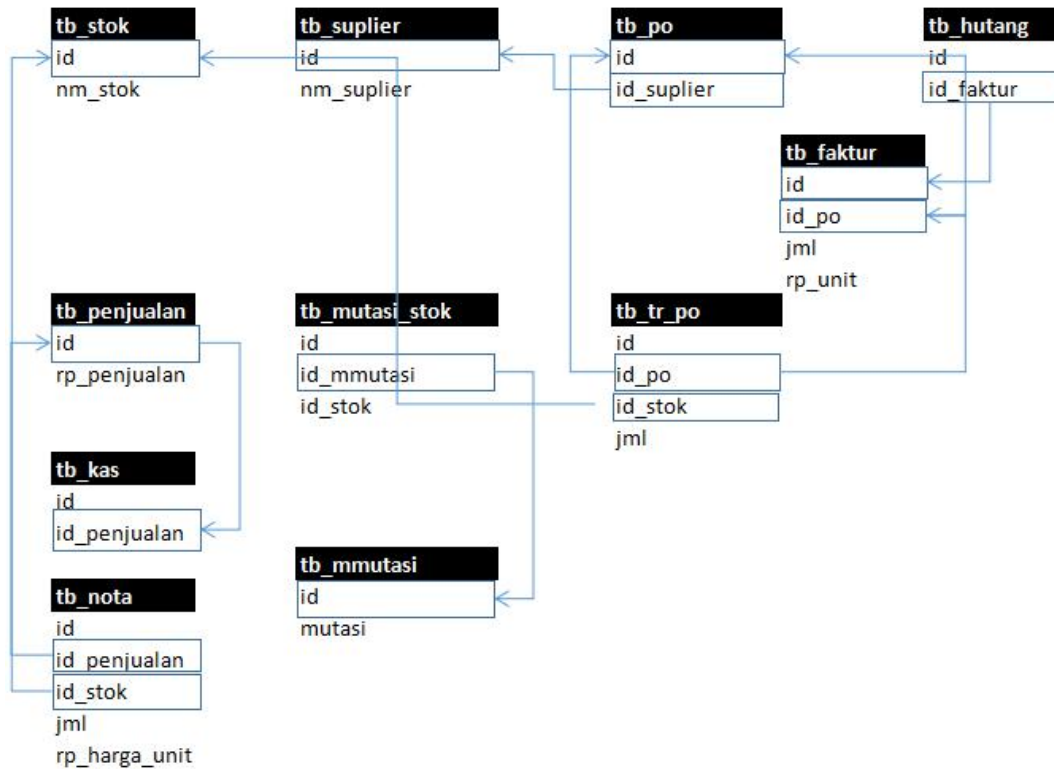 tb_stok
id
nm_stok
tb_suplier
id
nm_suplier
tb_po
id
id_suplier
tb_hutang
id
id_faktur
tb_faktur
id
id_po
jml
rp_unit
tb_penjualan
id
rp_penjualan
tb_mutasi_stok
id
id_mmutasi
id_stok
tb_tr_po
id
id_po
id_stok
jml
tb_kas
id
id_penjualan
tb_mmutasi
id
mutasi
tb_nota
id
id_penjualan
id_stok
jml
rp_harga_unit